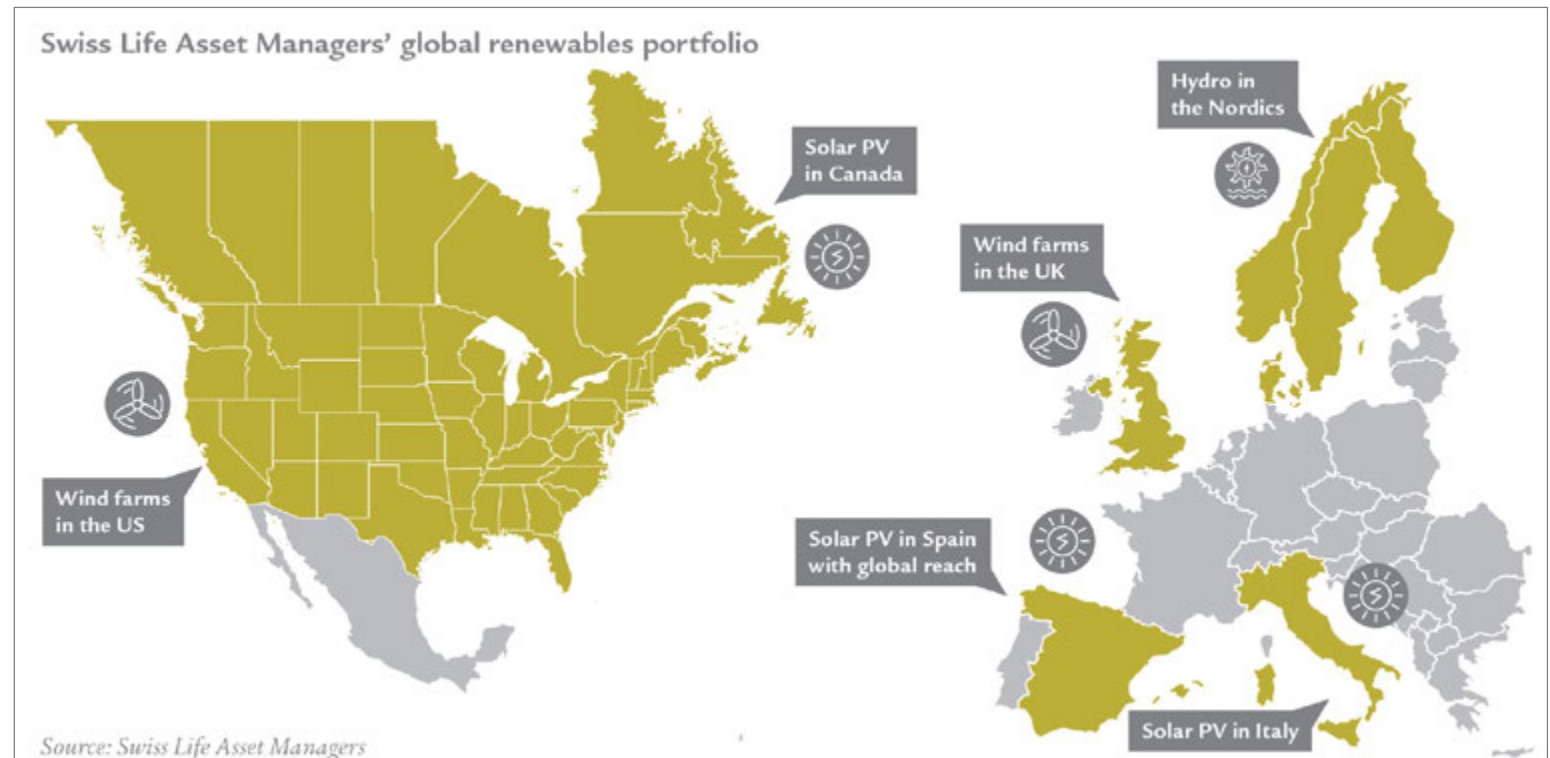 Swiss Life Asset Managers’ global renewables portfolio
Hydro in
the Nordics
Solar PV
in Canada
Wind farms
in the UK
Wind farms
in the US
Solar PV in Spain
with global reach
Solar PV in Italy
Source: Swiss Life Asset Managers